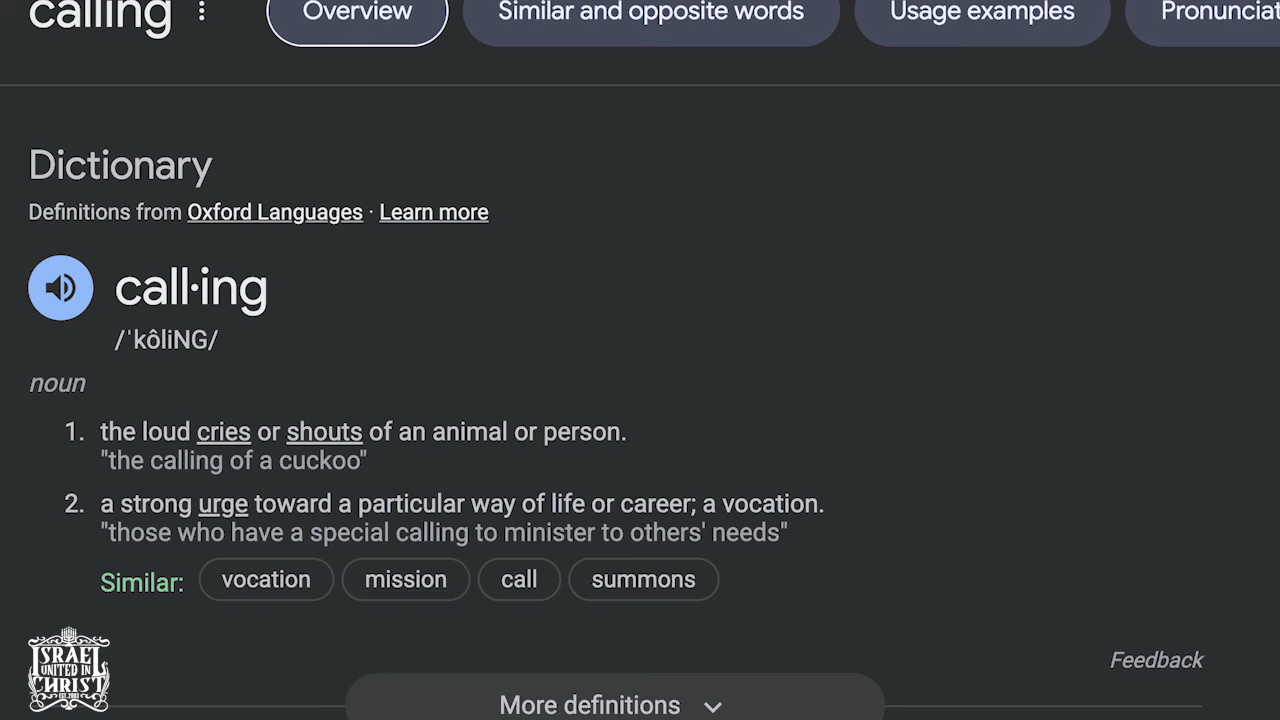 calling
Overview
Similar and opposite words
Usage examples
Pronunciat
Dictionary
Definitions from Oxford Languages · Learn more
call·ing
/ˈkôliNG/
noun
1. the loud cries or shouts of an animal or person.
"the calling of a cuckoo"
2. a strong urge toward a particular way of life or career; a vocation.
"those who have a special calling to minister to others' needs"
Similar: vocation mission call summons
ISRAEL
UNITED IN
CHRIST
EST. 2003
Feedback
More definitions